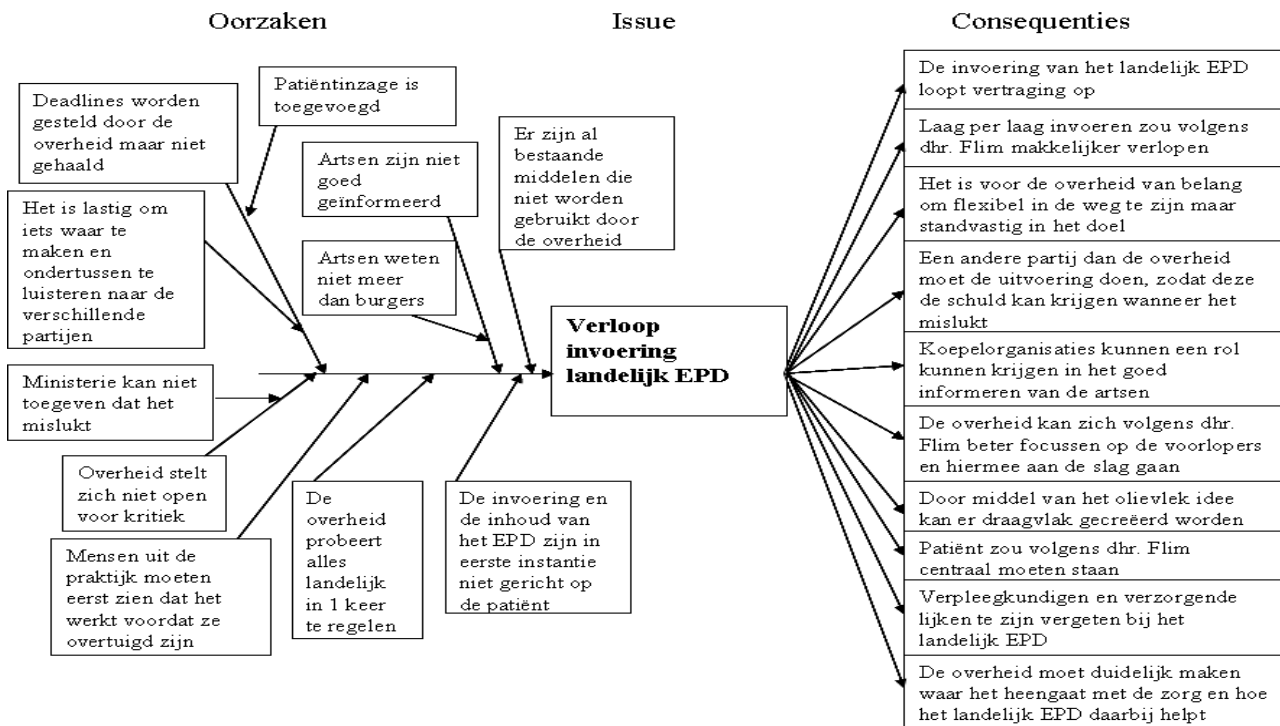 Oorzaken
Issue
Consequenties
Deadlines worden
gesteld door de
overheid maar niet
gehaald
Patiëntinzage is
toegevoegd
Het is lastig om
iets waar te
maken en
ondertussen te
luisteren naar de
verschillende
partijen
Artsen zijn niet
goed
geïnformeerd
Artsen weten
niet meer
dan burgers
Er zijn al
bestaande
middelen die
niet worden
gebruikt door
de overheid
Ministerie kan niet
toegeven dat het
mislukt
Overheid stelt
zich niet open
voor kritiek
Mensen uit de
praktijk moeten
eerst zien dat het
werkt voordat ze
overtuigd zijn
De
overheid
probeert
alles
landelijk
in 1 keer
te regelen
De invoering en
de inhoud van
het EPD zijn in
eerste instantie
niet gericht op
de patiënt
Verloop
invoering
landelijk EPD
De invoering van het landelijk EPD
loopt vertraging op
Laag per laag invoeren zou volgens
dhr. Flim makkelijker verlopen
Het is voor de overheid van belang
om flexibel in de weg te zijn maar
standvastig in het doel
Een andere partij dan de overheid
moet de uitvoering doen, zodat deze
de schuld kan krijgen wanneer het
mislukt
Koepelorganisaties kunnen een rol
kunnen krijgen in het goed
informeren van de artsen
De overheid kan zich volgens dhr.
Flim beter focussen op de voorlopers
en hiermee aan de slag gaan
Door middel van het olievlek idee
kan er draagvlak gecreëerd worden
Patiënt zou volgens dhr. Flim
centraal moeten staan
Verpleegkundigen en verzorgende
lijken te zijn vergeten bij het
landelijk EPD
De overheid moet duidelijk maken
waar het heengaat met de zorg en hoe
het landelijk EPD daarbij helpt